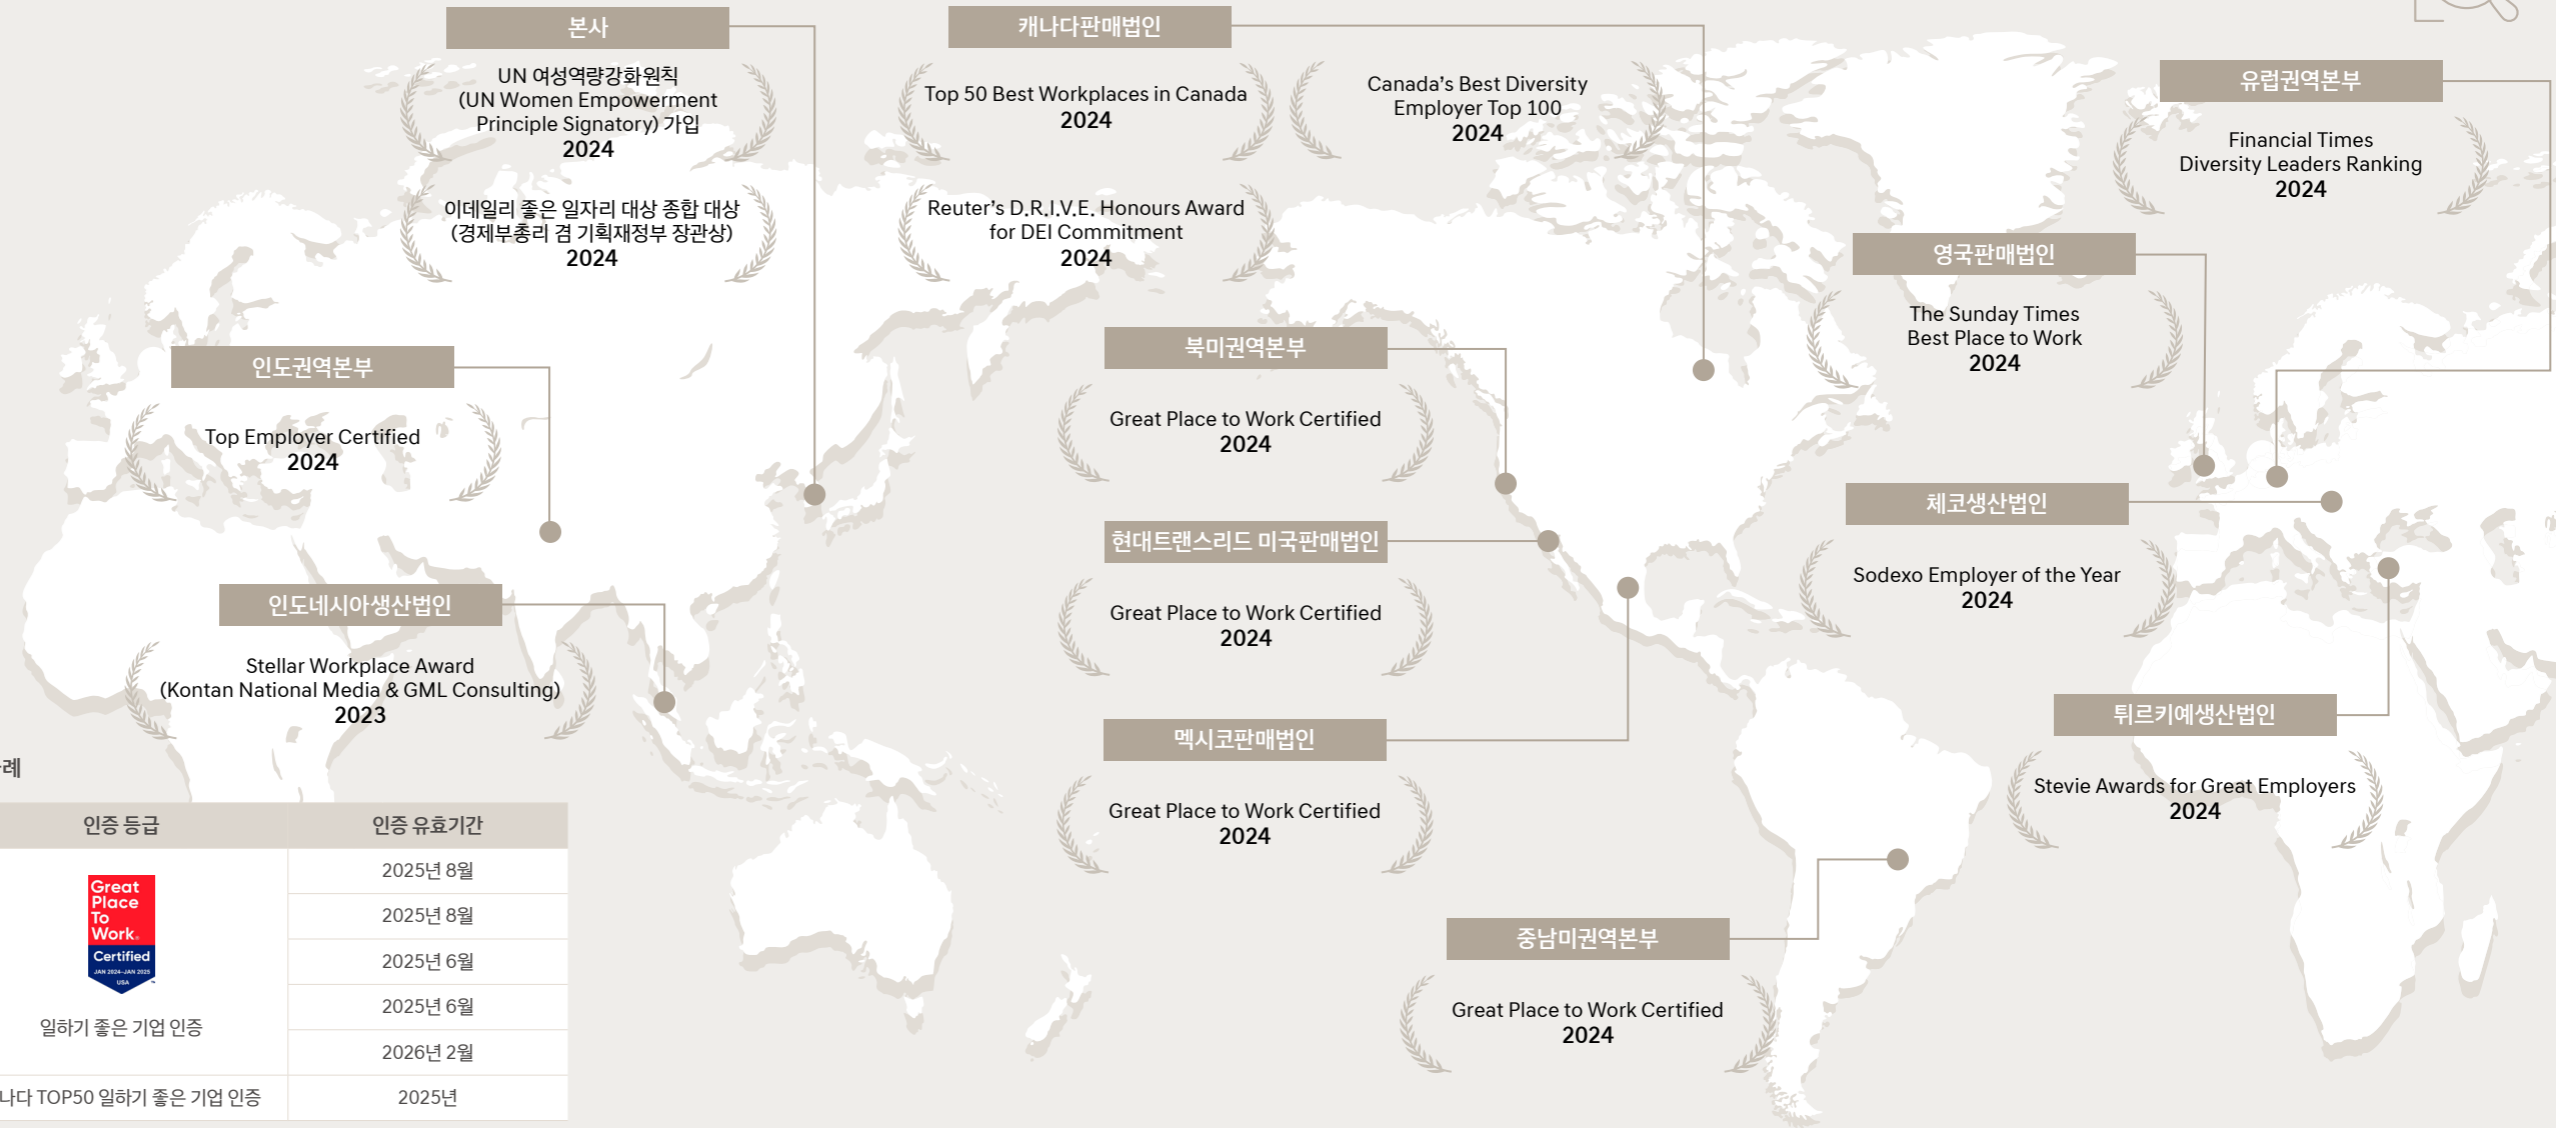 본사
UN 여성역량강화원칙
(UN Women Empowerment
Principle Signatory) 가입
2024
이데일리 좋은 일자리 대상 종합 대상
(경제부총리 겸 기획재정부 장관상)
2024
캐나다판매법인
Top 50 Best Workplaces in Canada
2024
Canada's Best Diversity
Employer Top 100
2024
Reuter's D.R.I.V.E. Honours Award
for DEI Commitment
2024
유럽권역본부
Financial Times
Diversity Leaders Ranking
2024
영국판매법인
The Sunday Times
Best Place to Work
2024
인도권역본부
Top Employer Certified
2024
북미권역본부
Great Place to Work Certified
2024
체코생산법인
Sodexo Employer of the Year
2024
현대트랜스리드 미국판매법인
Great Place to Work Certified
2024
인도네시아생산법인
Stellar Workplace Award
(Kontan National Media & GML Consulting)
2023
멕시코판매법인
Great Place to Work Certified
2024
튀르키예생산법인
Stevie Awards for Great Employers
2024
중남미권역본부
Great Place to Work Certified
2024
례
인증 등급
인증 유효기간
Great
Place
To
Work.
Certified
JAN 2024-JAN 2025
USA
™
일하기 좋은 기업 인증
2025년 8월
2025년 8월
2025년 6월
2025년 6월
2026년 2월
나다 TOP50 일하기 좋은 기업 인증
2025년